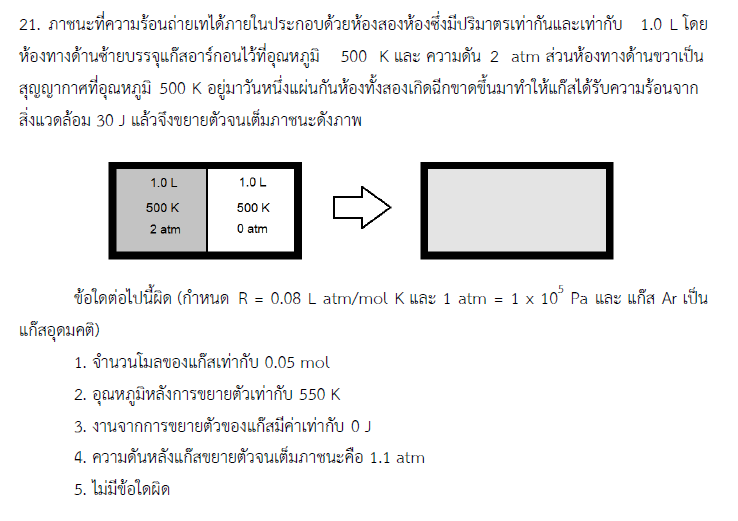 21. ภาชนะที่ความร้อนถ่ายเทได้ภายในประกอบด้วยห้องสองห้องซึ่งมีปริมาตรเท่ากันและเท่ากับ 1.0 L โดย
ห้องทางด้านซ้ายบรรจุแก๊สอาร์กอนไว้ที่อุณหภูมิ 500 K และ ความดัน 2 atm ส่วนห้องทางด้านขวาเป็น
สุญญากาศที่อุณหภูมิ 500 K อยู่มาวันหนึ่งแผ่นกันห้องทั้งสองเกิดฉีกขาดขึ้นมาทำให้แก๊สได้รับความร้อนจาก
สิ่งแวดล้อม 30 J แล้วจึงขยายตัวจนเต็มภาชนะดังภาพ
1.0 L 1.0 L
500 K 500 K
2 atm 0 atm
ข้อใดต่อไปนี้ผิด (กำหนด R = 0.08 L atm/mol K และ 1 atm = 1 x 10⁵ Pa และ แก๊ส Ar เป็น
แก๊สอุดมคติ)
1. จำนวนโมลของแก๊สเท่ากับ 0.05 mol
2. อุณหภูมิหลังการขยายตัวเท่ากับ 550 K
3. งานจากการขยายตัวของแก๊สมีค่าเท่ากับ 0 J
4. ความดันหลังแก๊สขยายตัวจนเต็มภาชนะคือ 1.1 atm
5. ไม่มีข้อใดผิด